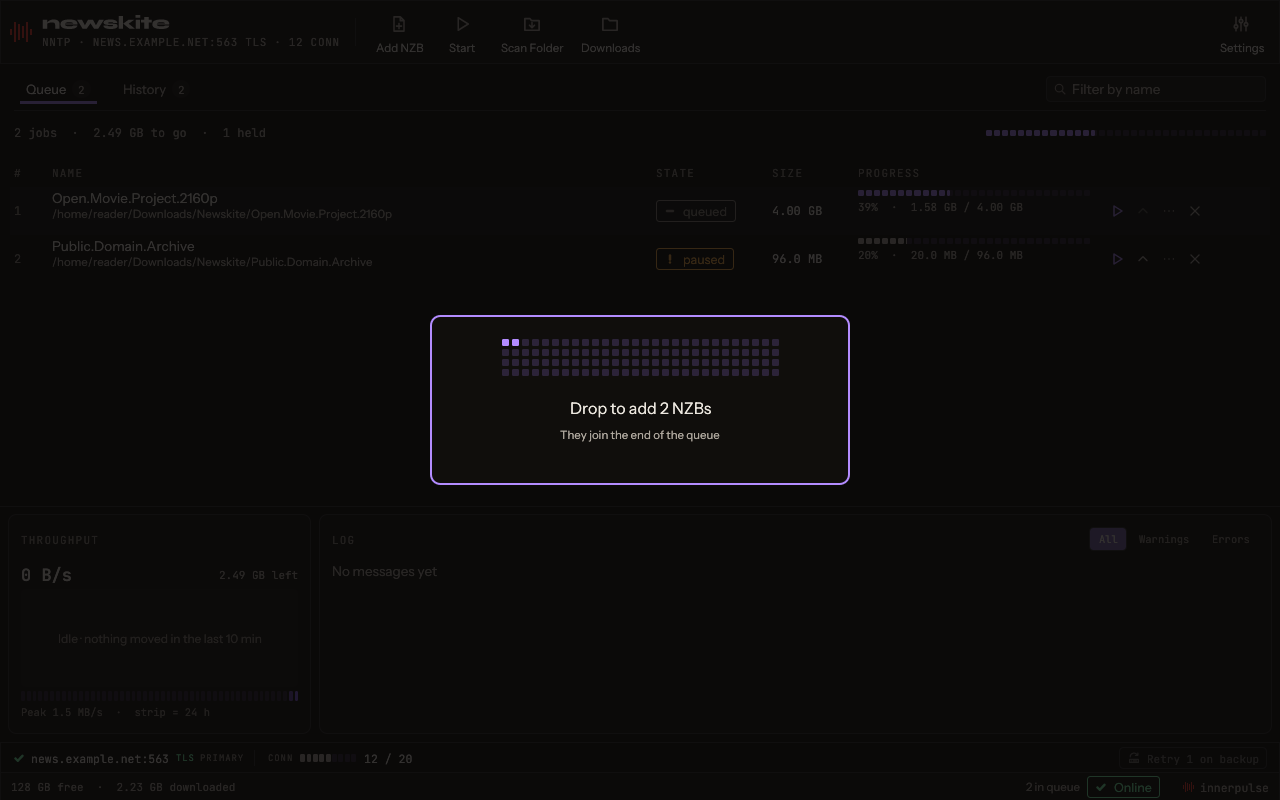 newskite
NNTP · NEWS.EXAMPLE.NET:563 TLS · 12 CONN
Add NZB
Start
Scan Folder
Downloads
Settings
Queue 2
History 2
Filter by name
2 jobs · 2.49 GB to go · 1 held
# NAME STATE SIZE PROGRESS
Open.Movie.Project.2160p
1 /home/reader/Downloads/Newskite/Open.Movie.Project.2160p queued 4.00 GB 39% · 1.58 GB / 4.00 GB
Public.Domain.Archive
2 /home/reader/Downloads/Newskite/Public.Domain.Archive paused 96.0 MB 20% · 20.0 MB / 96.0 MB
Drop to add 2 NZBs
They join the end of the queue
THROUGHPUT
0 B/s 2.49 GB left
Idle · nothing moved in the last 10 min
Peak 1.5 MB/s · strip = 24 h
LOG
All Warnings Errors
No messages yet
news.example.net:563 TLS PRIMARY CONN 12 / 20
Retry 1 on backup
128 GB free · 2.23 GB downloaded
2 in queue
Online
innerpulse